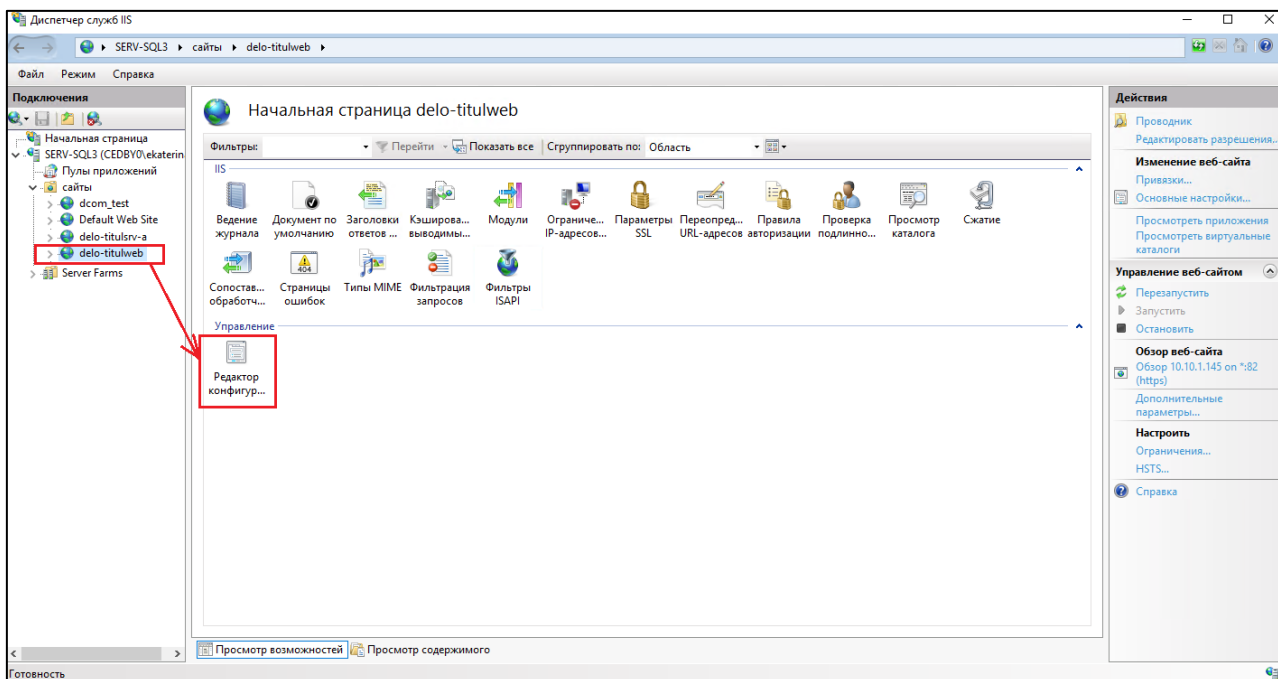 Диспетчер служб IIS
SERV-SQL3 сайты delo-titulweb
Файл Режим Справка
Подключения
Начальная страница
SERV-SQL3 (CEDBY0\ekaterin
Пулы приложений
сайты
dcom_test
Default Web Site
delo-titulsrv-a
delo-titulweb
Server Farms
Начальная страница delo-titulweb
Фильтры: Перейти Показать все Сгруппировать по: Область
IIS
Ведение журнала
Документ по умолчанию
Заголовки ответов ...
Кэширова... выводимы...
Модули
Ограниче... IP-адресов...
Параметры SSL
Переопред... URL-адресов
Правила авторизации
Проверка подлинно...
Просмотр каталога
Сжатие
Сопостав... обработч...
Страницы ошибок
404
Типы MIME
Фильтрация запросов
Фильтры ISAPI
Управление
Редактор
конфигур...
Просмотр возможностей Просмотр содержимого
Действия
Проводник
Редактировать разрешения..
Изменение веб-сайта
Привязки...
Основные настройки...
Просмотреть приложения
Просмотреть виртуальные
каталоги
Управление веб-сайтом
Перезапустить
Запустить
Остановить
Обзор веб-сайта
Обзор 10.10.1.145 on *:82
(https)
Дополнительные
параметры...
Настроить
Ограничения...
HSTS...
Справка
Готовность